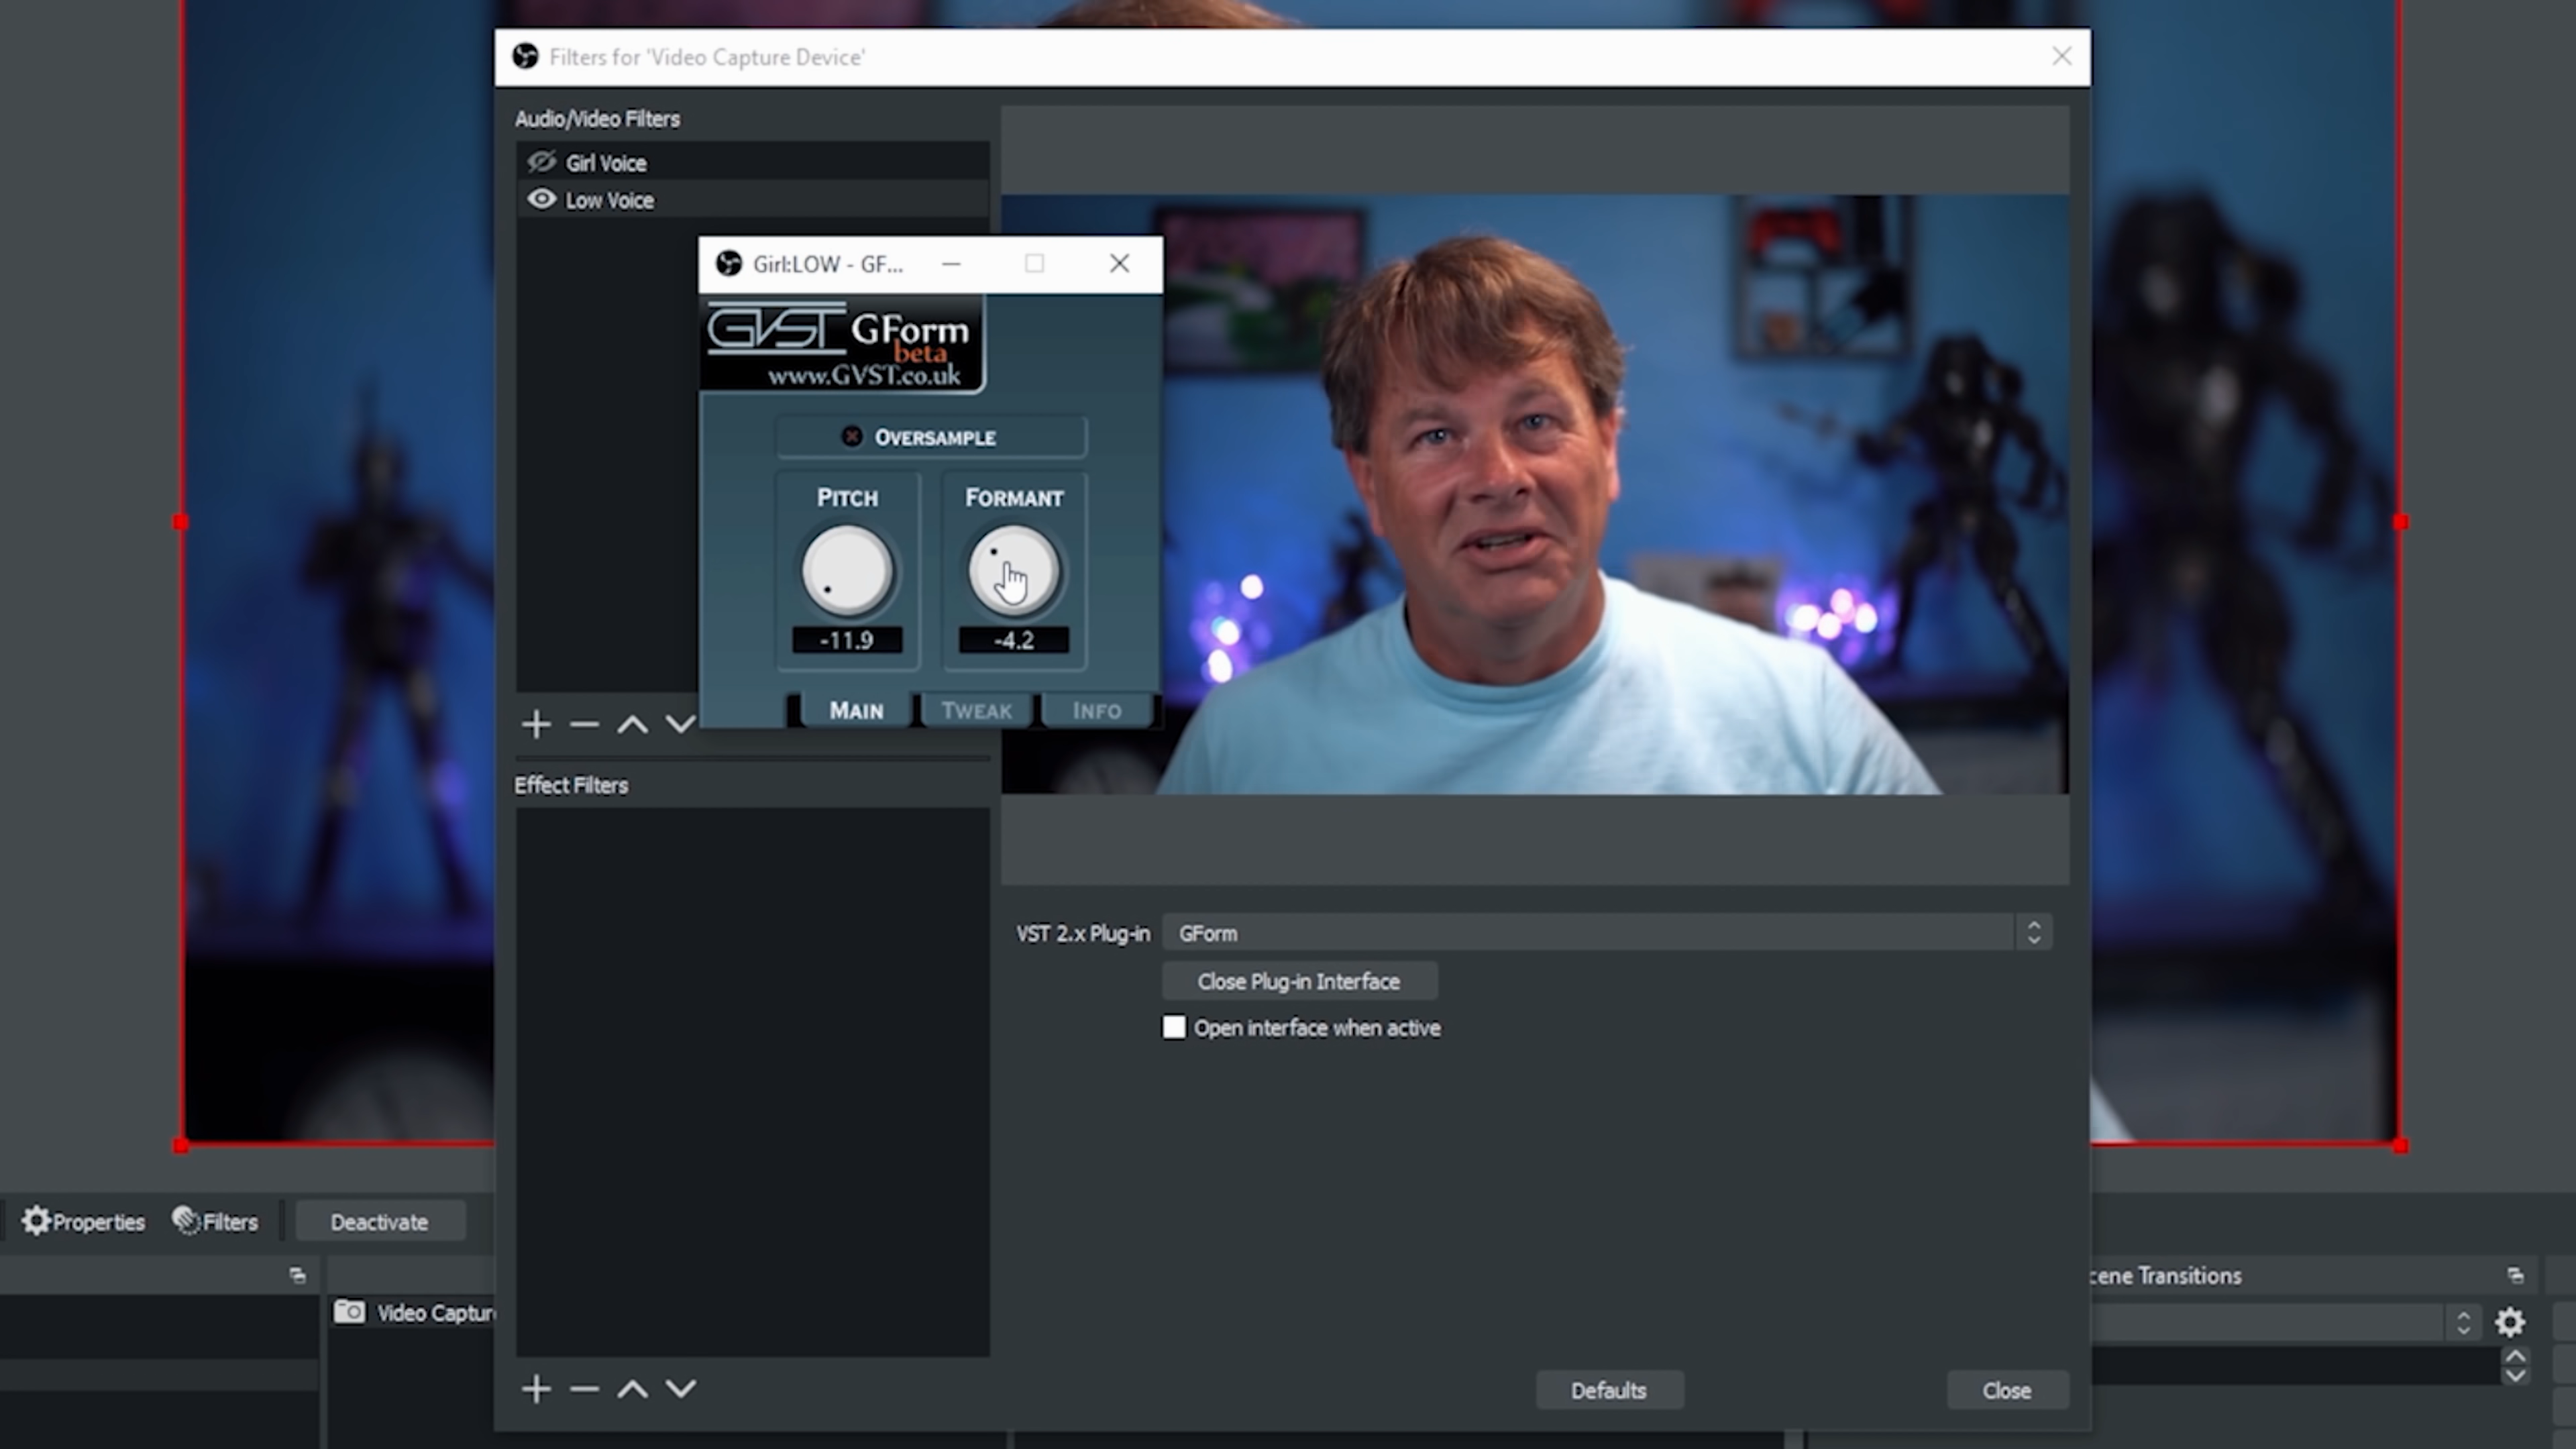 Filters for 'Video Capture Device'
Audio/Video Filters
Girl Voice
Low Voice
Girl:LOW - GF...
GVST GForm
beta
www.GVST.co.uk
OVERSAMPLE
PITCH
FORMANT
-11.9
-4.2
MAIN
TWEAK
INFO
Effect Filters
VST 2.x Plug-in
GForm
Close Plug-in Interface
Open interface when active
Properties
Filters
Deactivate
cene Transitions
Video Captur
Defaults
Close